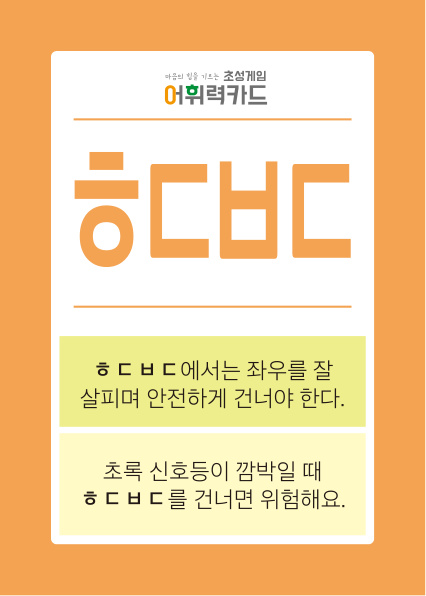 마음의 힘을 기르는 초성게임
어휘력카드
ㅎㄷㅂㄷ
ㅎㄷㅂㄷ에서는 좌우를 잘
살피며 안전하게 건너야 한다.
초록 신호등이 깜박일 때
ㅎㄷㅂㄷ를 건너면 위험해요.